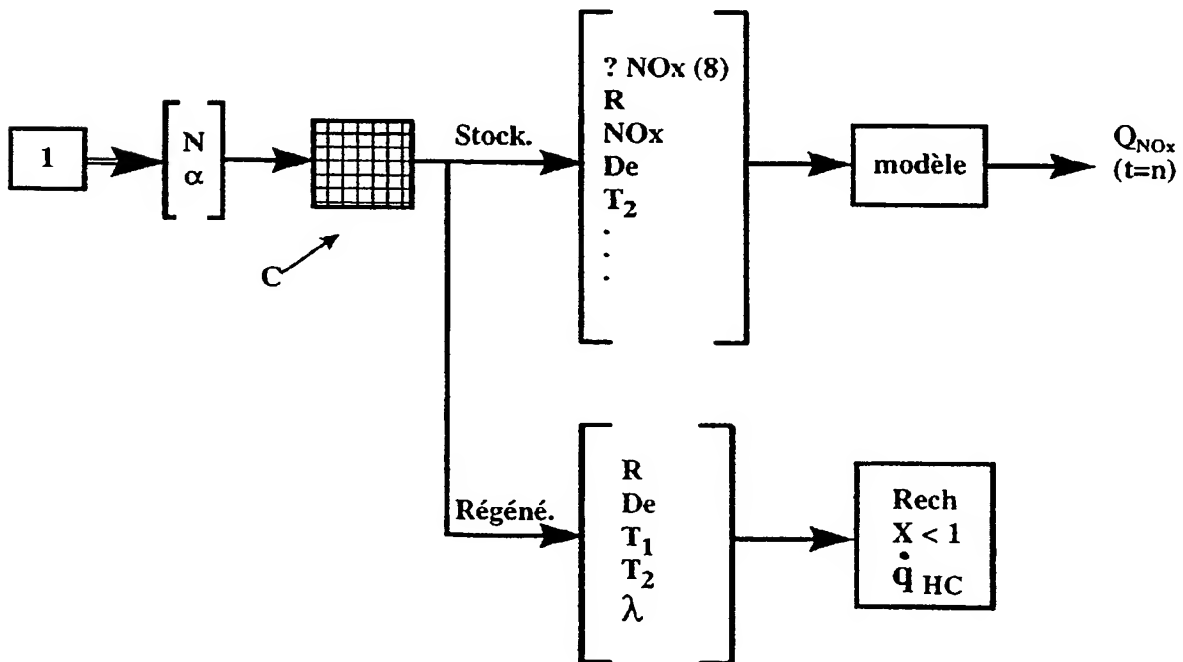 1
N
α
C
Stock.
? NOx (8)
R
NOx
De
T2
.
.
.
modèle
QNOx
(t=n)
Régéné.
R
De
T1
T2
λ
Rech
X < 1
q̇ HC